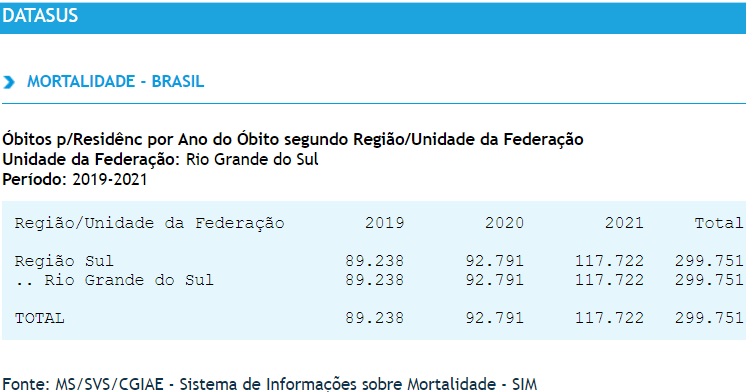 DATASUS
MORTALIDADE - BRASIL
Óbitos p/Residênc por Ano do Óbito segundo Região/Unidade da Federação
Unidade da Federação: Rio Grande do Sul
Período: 2019-2021
Região/Unidade da Federação 2019 2020 2021 Total
Região Sul 89.238 92.791 117.722 299.751
.. Rio Grande do Sul 89.238 92.791 117.722 299.751
TOTAL 89.238 92.791 117.722 299.751
Fonte: MS/SVS/CGIAE - Sistema de Informações sobre Mortalidade - SIM